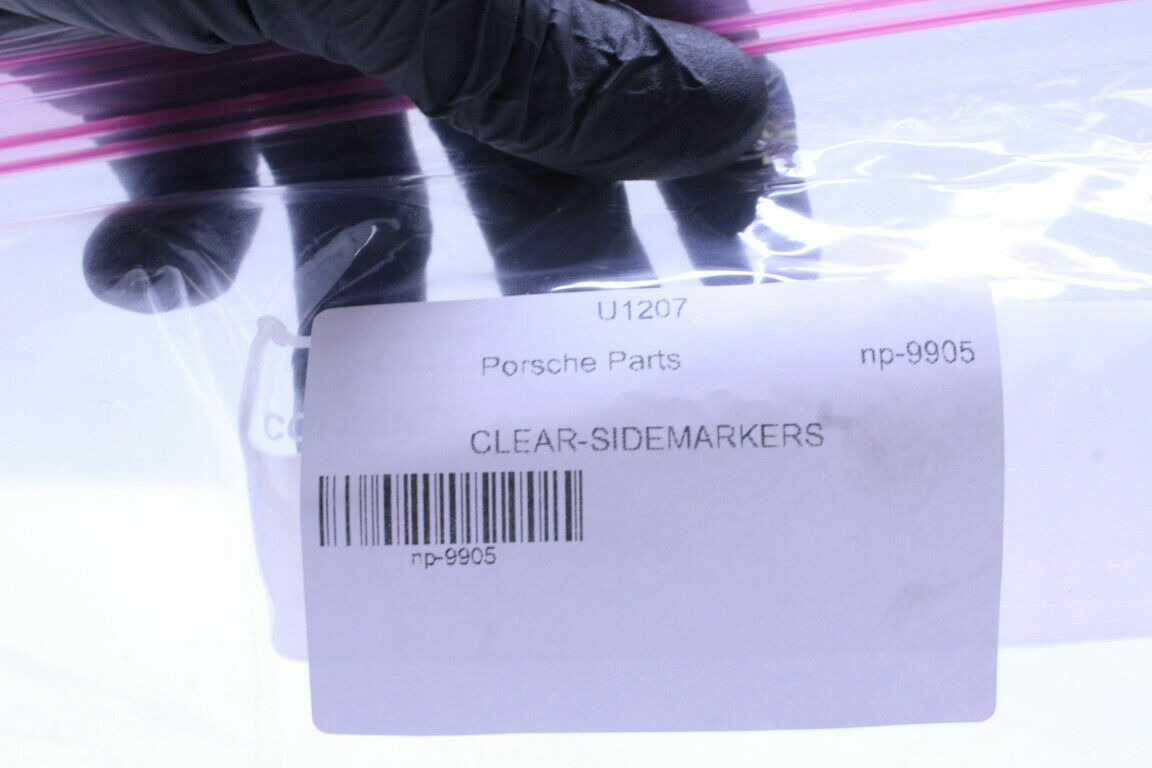 U1207
Porsche Parts
np-9905
CLEAR-SIDEMARKERS
np-9905